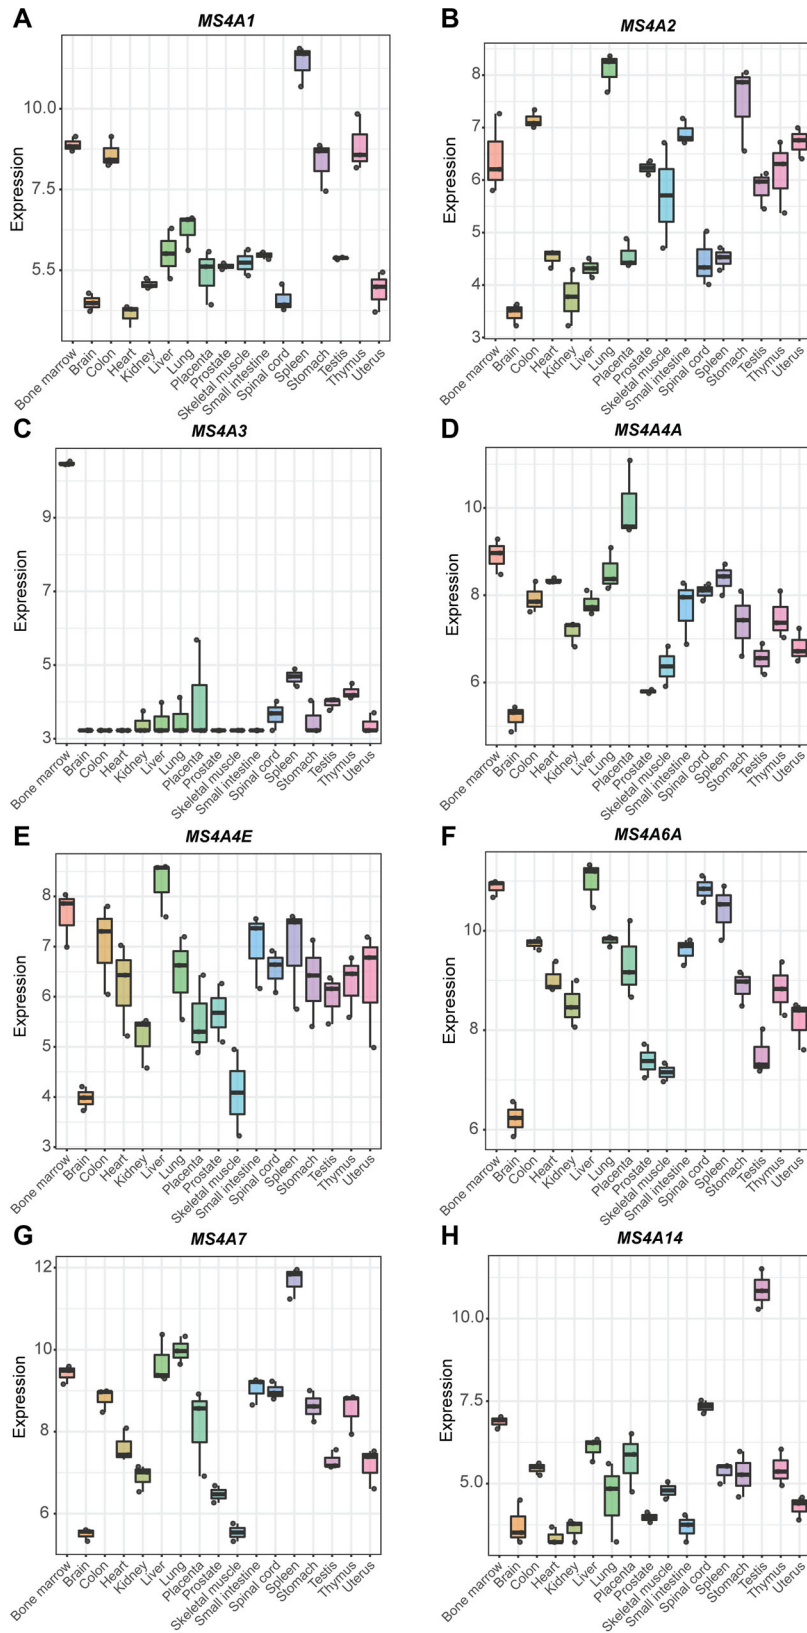 A
MS4A1
Expression
10.0
7.5
5.5
Bone marrow
Brain
Colon
Heart
Kidney
Liver
Lung
Placenta
Prostate
Skeletal muscle
Small intestine
Spinal cord
Spleen
Stomach
Testis
Thymus
Uterus
B
MS4A2
Expression
8
7
6
5
4
3
Bone marrow
Brain
Colon
Heart
Kidney
Liver
Lung
Placenta
Prostate
Skeletal muscle
Small intestine
Spinal cord
Spleen
Stomach
Testis
Thymus
Uterus
C
MS4A3
Expression
9
7
5
3
Bone marrow
Brain
Colon
Heart
Kidney
Liver
Lung
Placenta
Prostate
Skeletal muscle
Small intestine
Spinal cord
Spleen
Stomach
Testis
Thymus
Uterus
D
MS4A4A
Expression
10
8
6
Bone marrow
Brain
Colon
Heart
Kidney
Liver
Lung
Placenta
Prostate
Skeletal muscle
Small intestine
Spinal cord
Spleen
Stomach
Testis
Thymus
Uterus
E
MS4A4E
Expression
8
7
6
5
4
3
Bone marrow
Brain
Colon
Heart
Kidney
Liver
Lung
Placenta
Prostate
Skeletal muscle
Small intestine
Spinal cord
Spleen
Stomach
Testis
Thymus
Uterus
F
MS4A6A
Expression
10
8
6
Bone marrow
Brain
Colon
Heart
Kidney
Liver
Lung
Placenta
Prostate
Skeletal muscle
Small intestine
Spinal cord
Spleen
Stomach
Testis
Thymus
Uterus
G
MS4A7
Expression
12
10
8
6
Bone marrow
Brain
Colon
Heart
Kidney
Liver
Lung
Placenta
Prostate
Skeletal muscle
Small intestine
Spinal cord
Spleen
Stomach
Testis
Thymus
Uterus
H
MS4A14
Expression
10.0
7.5
5.0
Bone marrow
Brain
Colon
Heart
Kidney
Liver
Lung
Placenta
Prostate
Skeletal muscle
Small intestine
Spinal cord
Spleen
Stomach
Testis
Thymus
Uterus